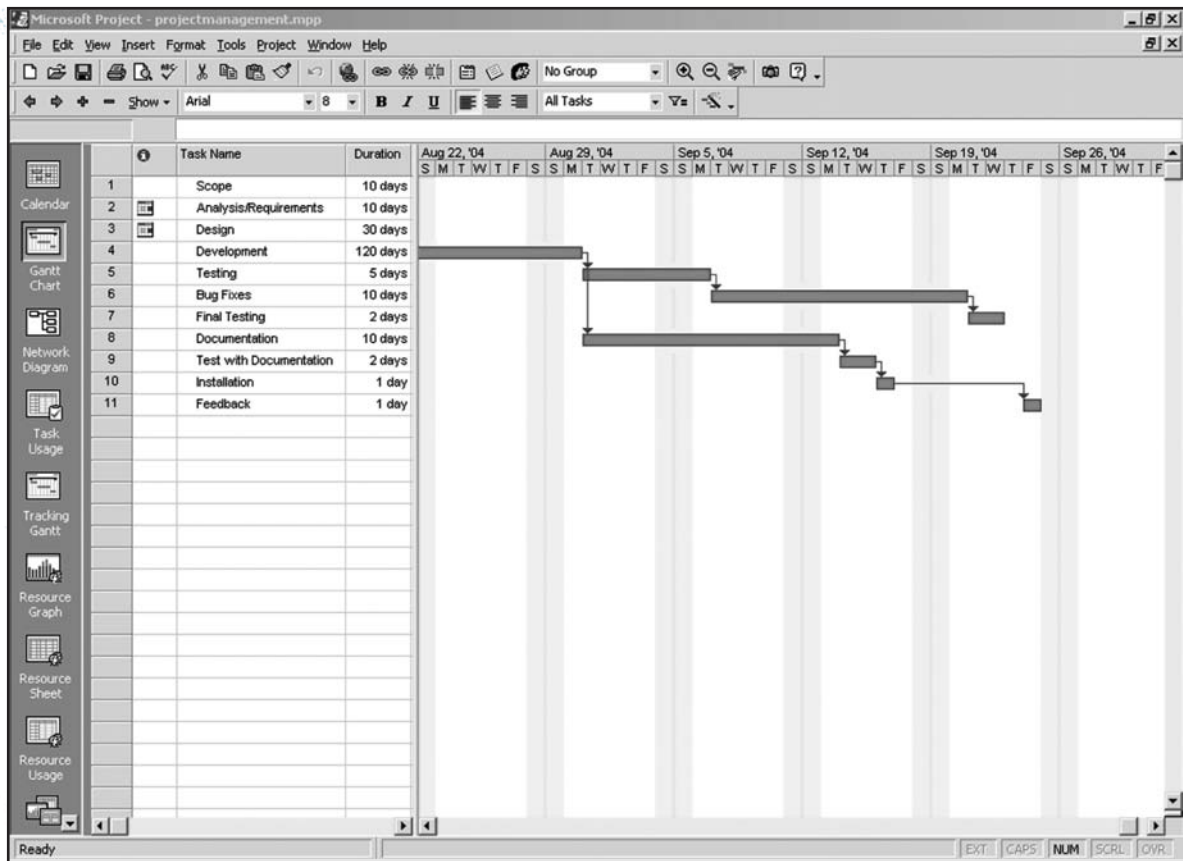 Microsoft Project - projectmanagement.mpp
File Edit View Insert Format Tools Project Window Help
ABC
No Group
Show Arial 8 B I U All Tasks
Task Name Duration Aug 22, '04 Aug 29, '04 Sep 5, '04 Sep 12, '04 Sep 19, '04 Sep 26, '04
S M T W T F S S M T W T F S S M T W T F S S M T W T F S S M T W T F S S M T W T F
1 Scope 10 days
2 Analysis/Requirements 10 days
3 Design 30 days
4 Development 120 days
5 Testing 5 days
6 Bug Fixes 10 days
7 Final Testing 2 days
8 Documentation 10 days
9 Test with Documentation 2 days
10 Installation 1 day
11 Feedback 1 day
Calendar
Gantt
Chart
Network
Diagram
Task
Usage
Tracking
Gantt
Resource
Graph
Resource
Sheet
Resource
Usage
Ready EXT CAPS NUM SCRL OVR